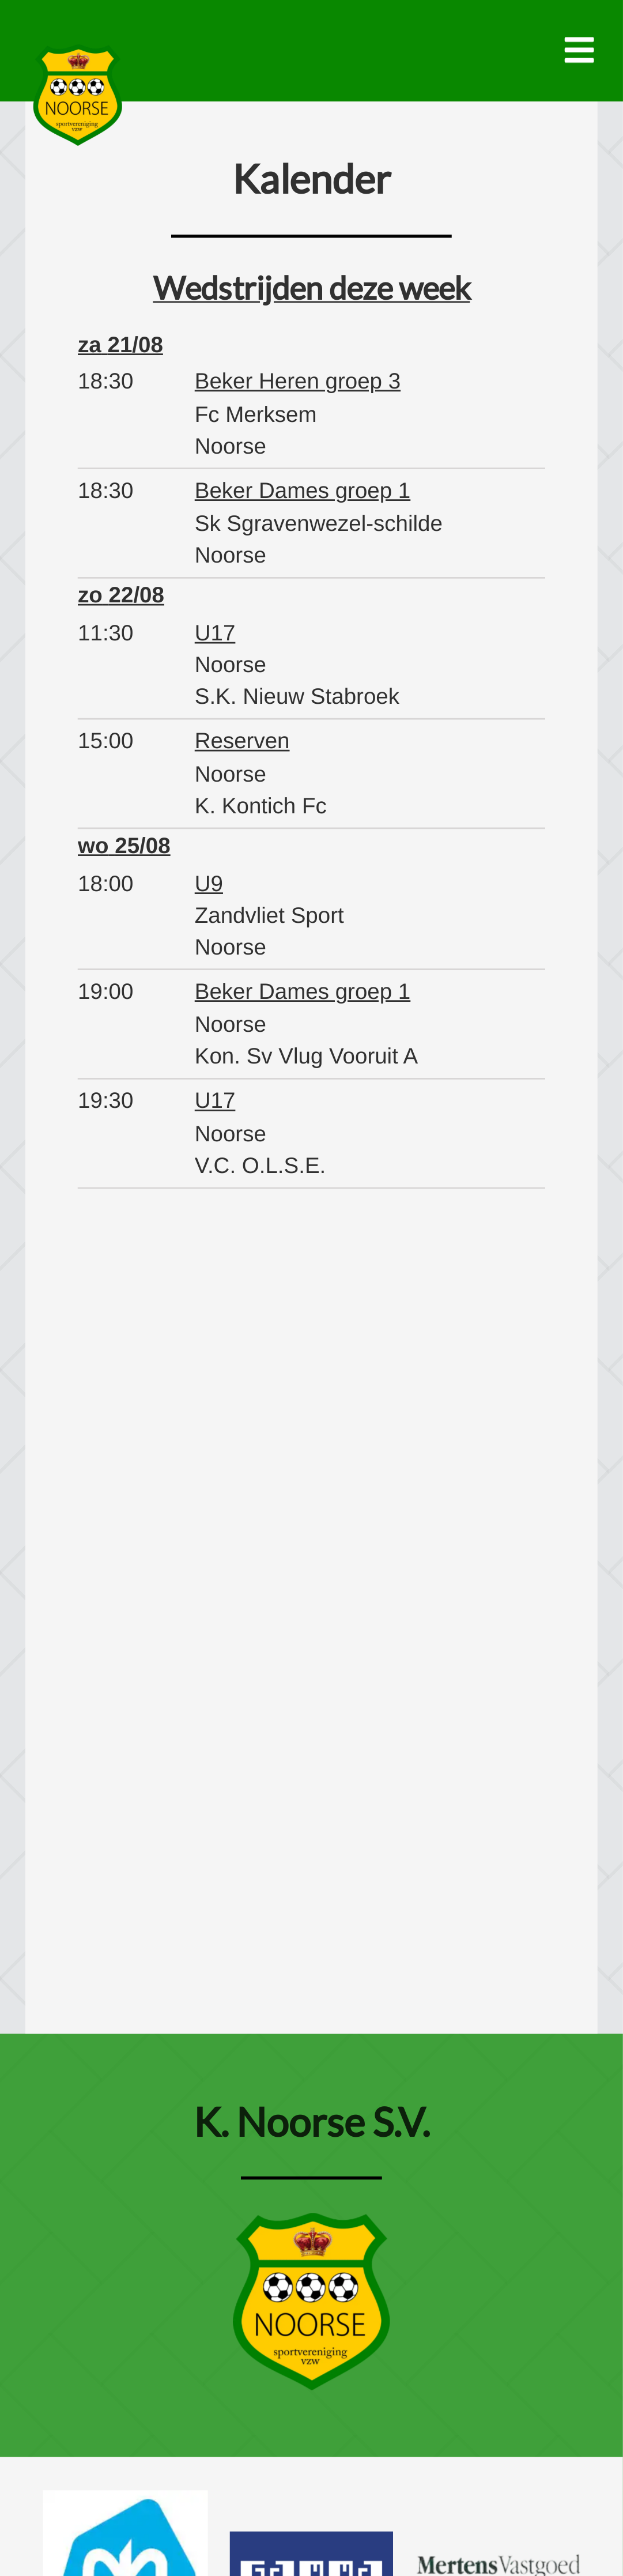 NOORSE
sportvereniging
vzw
Kalender
Wedstrijden deze week
za 21/08
18:30 Beker Heren groep 3
Fc Merksem
Noorse
18:30 Beker Dames groep 1
Sk Sgravenwezel-schilde
Noorse
zo 22/08
11:30 U17
Noorse
S.K. Nieuw Stabroek
15:00 Reserven
Noorse
K. Kontich Fc
wo 25/08
18:00 U9
Zandvliet Sport
Noorse
19:00 Beker Dames groep 1
Noorse
Kon. Sv Vlug Vooruit A
19:30 U17
Noorse
V.C. O.L.S.E.
K. Noorse S.V.
NOORSE
sportvereniging
vzw
MertensVastgoed